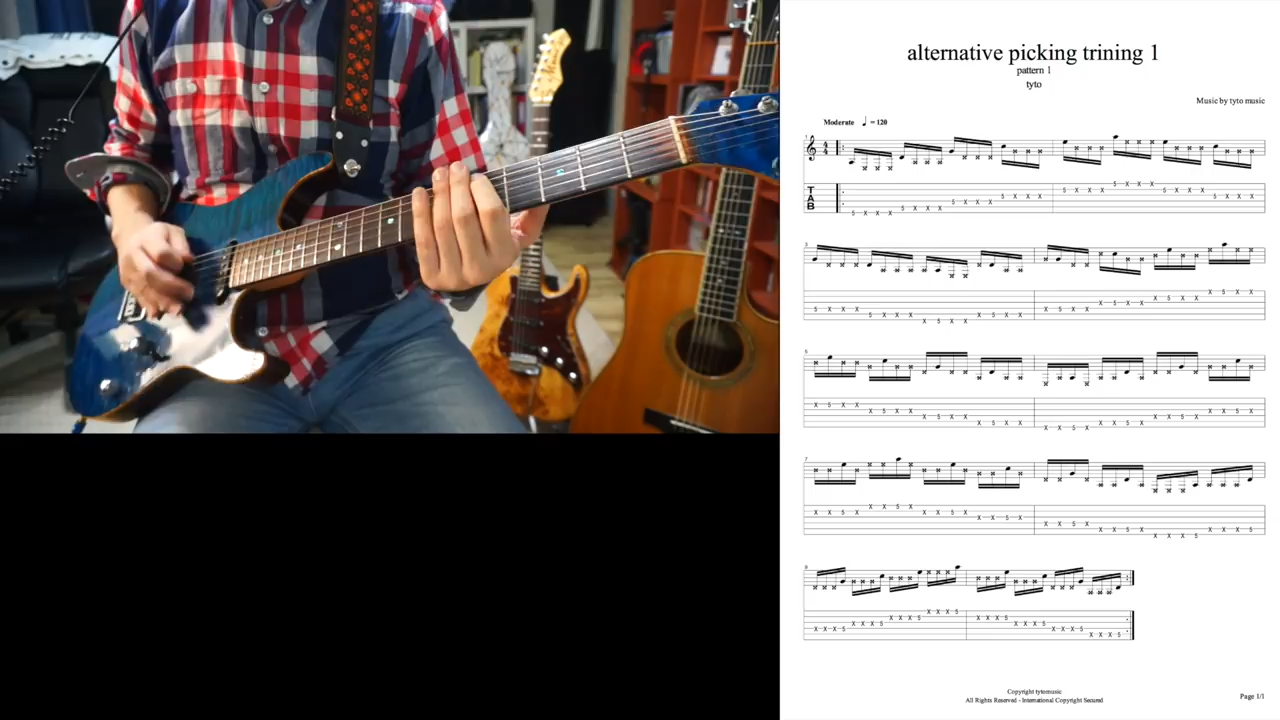 alternative picking trining 1
pattern 1
tyto
Music by tyto music
Moderate ♩ = 120
Copyright tytomusic
All Rights Reserved - International Copyright Secured
Page 1/1